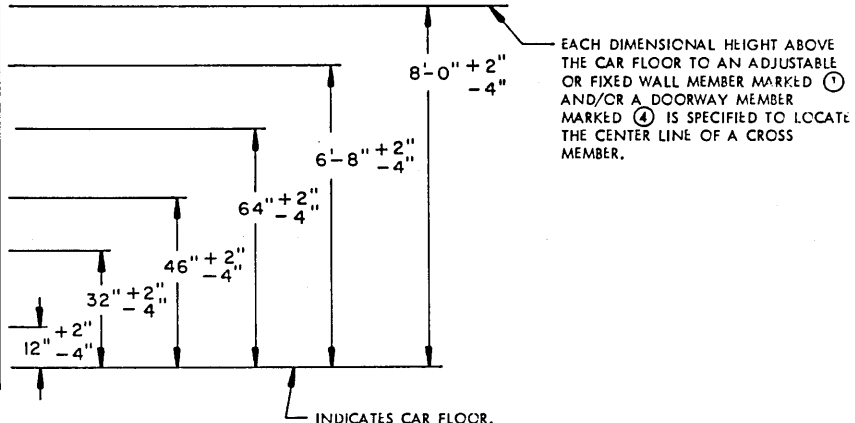 EACH DIMENSIONAL HEIGHT ABOVE
THE CAR FLOOR TO AN ADJUSTABLE
OR FIXED WALL MEMBER MARKED ①
AND/OR A DOORWAY MEMBER
MARKED ④ IS SPECIFIED TO LOCATE
THE CENTER LINE OF A CROSS
MEMBER.
8'-0" +2"
-4"
6'-8" +2"
-4"
64" +2"
-4"
46" +2"
-4"
32" +2"
-4"
12" +2"
-4"
INDICATES CAR FLOOR.